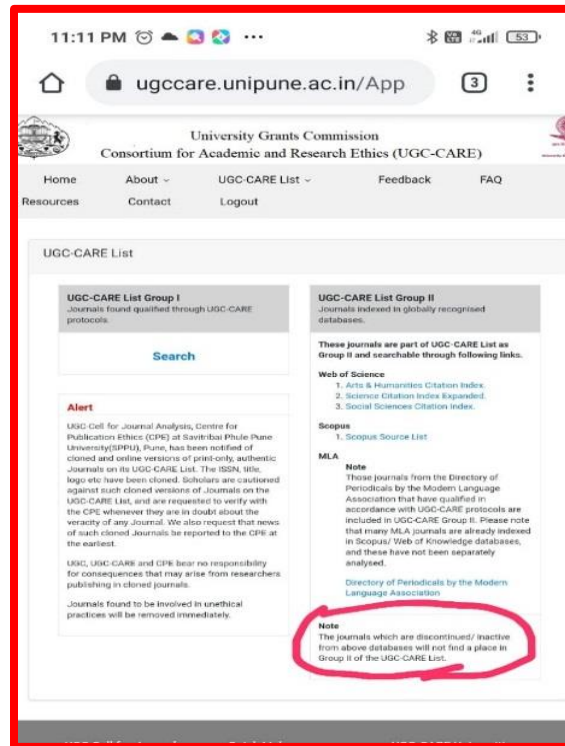 11:11 PM
4G
53
ugccare.unipune.ac.in/App
3
University Grants Commission
Consortium for Academic and Research Ethics (UGC-CARE)
Home About UGC-CARE List Feedback FAQ
Resources Contact Logout
UGC-CARE List
UGC-CARE List Group I
Journals found qualified through UGC-CARE
protocols.
Search
Alert
UGC-Cell for Journal Analysis, Centre for
Publication Ethics (CPE) at Savitribai Phule Pune
University(SPPU), Pune, has been notified of
cloned and online versions of print-only, authentic
Journals on its UGC-CARE List. The ISSN, title,
logo etc have been cloned. Scholars are cautioned
against such cloned versions of Journals on the
UGC-CARE List, and are requested to verify with
the CPE whenever they are in doubt about the
veracity of any Journal. We also request that news
of such cloned Journals be reported to the CPE at
the earliest.
UGC, UGC-CARE and CPE bear no responsibility
for consequences that may arise from researchers
publishing in cloned journals.
Journals found to be involved in unethical
practices will be removed immediately.
UGC-CARE List Group II
Journals indexed in globally recognised
databases.
These journals are part of UGC-CARE List as
Group II and searchable through following links.
Web of Science
1. Arts & Humanities Citation Index.
2. Science Citation Index Expanded.
3. Social Sciences Citation Index.
Scopus
1. Scopus Source List
MLA
Note
Those journals from the Directory of
Periodicals by the Modern Language
Association that have qualified in
accordance with UGC-CARE protocols are
included in UGC-CARE Group II. Please note
that many MLA journals are already indexed
in Scopus/ Web of Knowledge databases,
and these have not been separately
analysed.
Directory of Periodicals by the Modern
Language Association
Note
The journals which are discontinued/ inactive
from above databases will not find a place in
Group II of the UGC-CARE List.